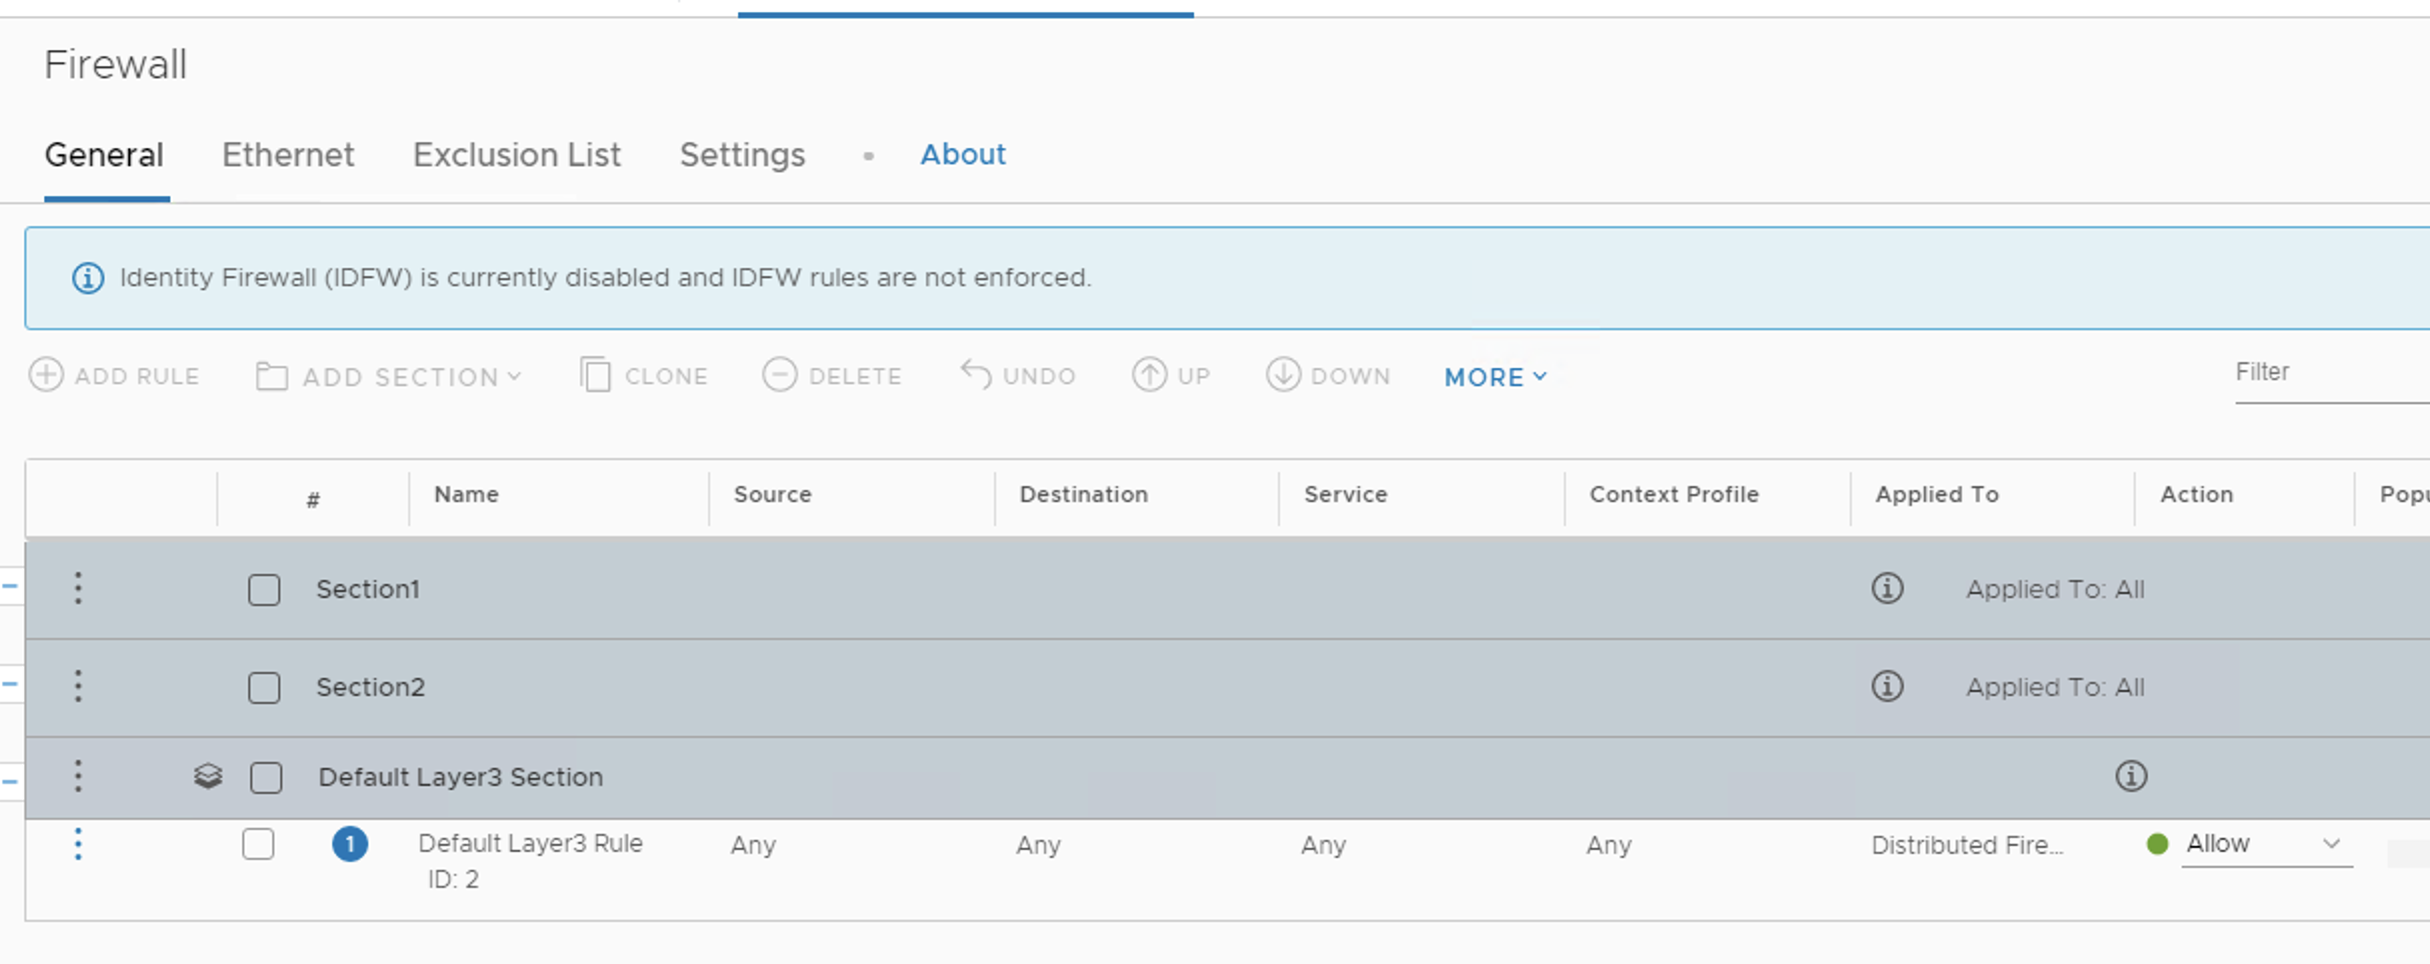 Firewall
General Ethernet Exclusion List Settings • About
Identity Firewall (IDFW) is currently disabled and IDFW rules are not enforced.
ADD RULE ADD SECTION CLONE DELETE UNDO UP DOWN MORE Filter
# Name Source Destination Service Context Profile Applied To Action Popu
Section1 Applied To: All
Section2 Applied To: All
Default Layer3 Section
1 Default Layer3 Rule Any Any Any Any Distributed Fire... Allow
ID: 2